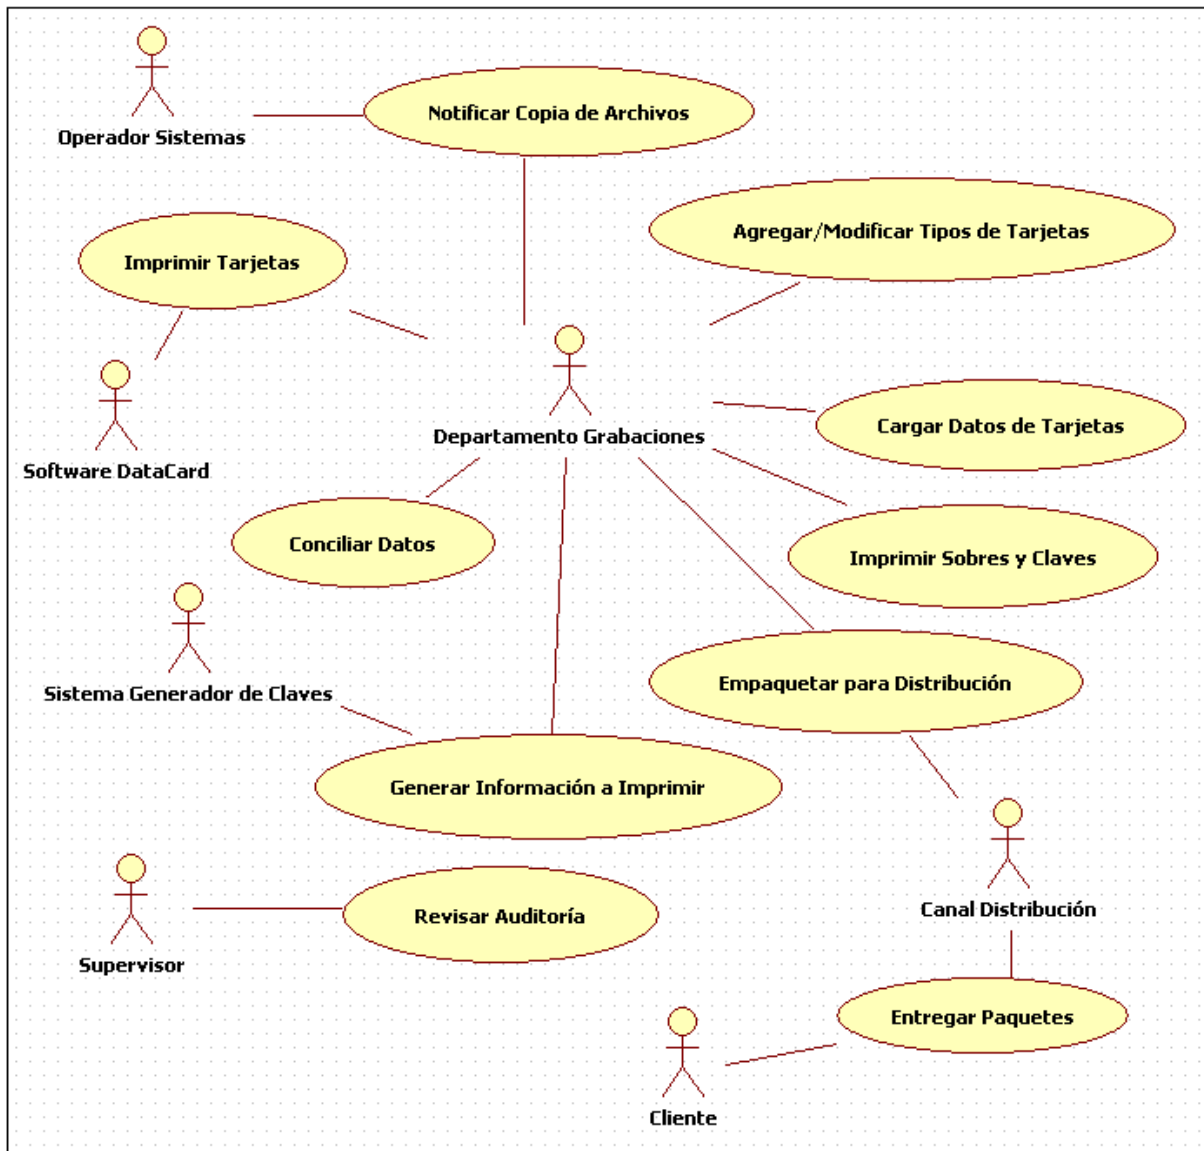 Notificar Copia de Archivos
Operador Sistemas
Agregar/Modificar Tipos de Tarjetas
Imprimir Tarjetas
Cargar Datos de Tarjetas
Departamento Grabaciones
Software DataCard
Conciliar Datos
Imprimir Sobres y Claves
Sistema Generador de Claves
Empaquetar para Distribución
Generar Información a Imprimir
Revisar Auditoría
Canal Distribución
Supervisor
Entregar Paquetes
Cliente